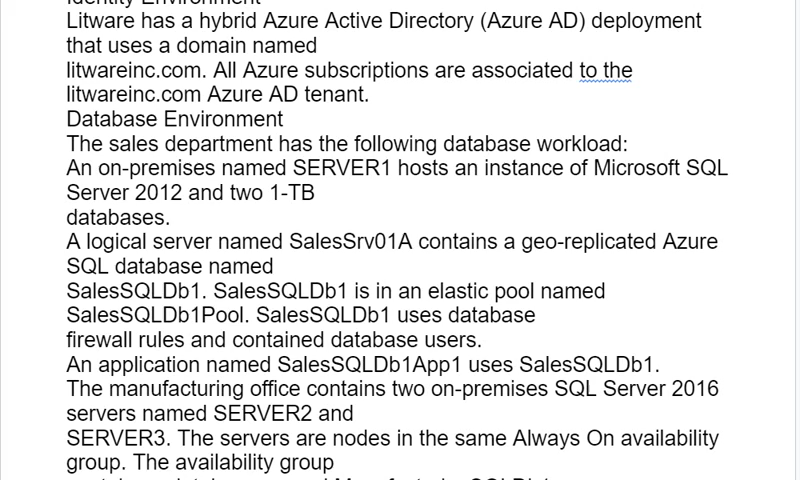 Identity Environment
Litware has a hybrid Azure Active Directory (Azure AD) deployment
that uses a domain named
litwareinc.com. All Azure subscriptions are associated to the
litwareinc.com Azure AD tenant.
Database Environment
The sales department has the following database workload:
An on-premises named SERVER1 hosts an instance of Microsoft SQL
Server 2012 and two 1-TB
databases.
A logical server named SalesSrv01A contains a geo-replicated Azure
SQL database named
SalesSQLDb1. SalesSQLDb1 is in an elastic pool named
SalesSQLDb1Pool. SalesSQLDb1 uses database
firewall rules and contained database users.
An application named SalesSQLDb1App1 uses SalesSQLDb1.
The manufacturing office contains two on-premises SQL Server 2016
servers named SERVER2 and
SERVER3. The servers are nodes in the same Always On availability
group. The availability group